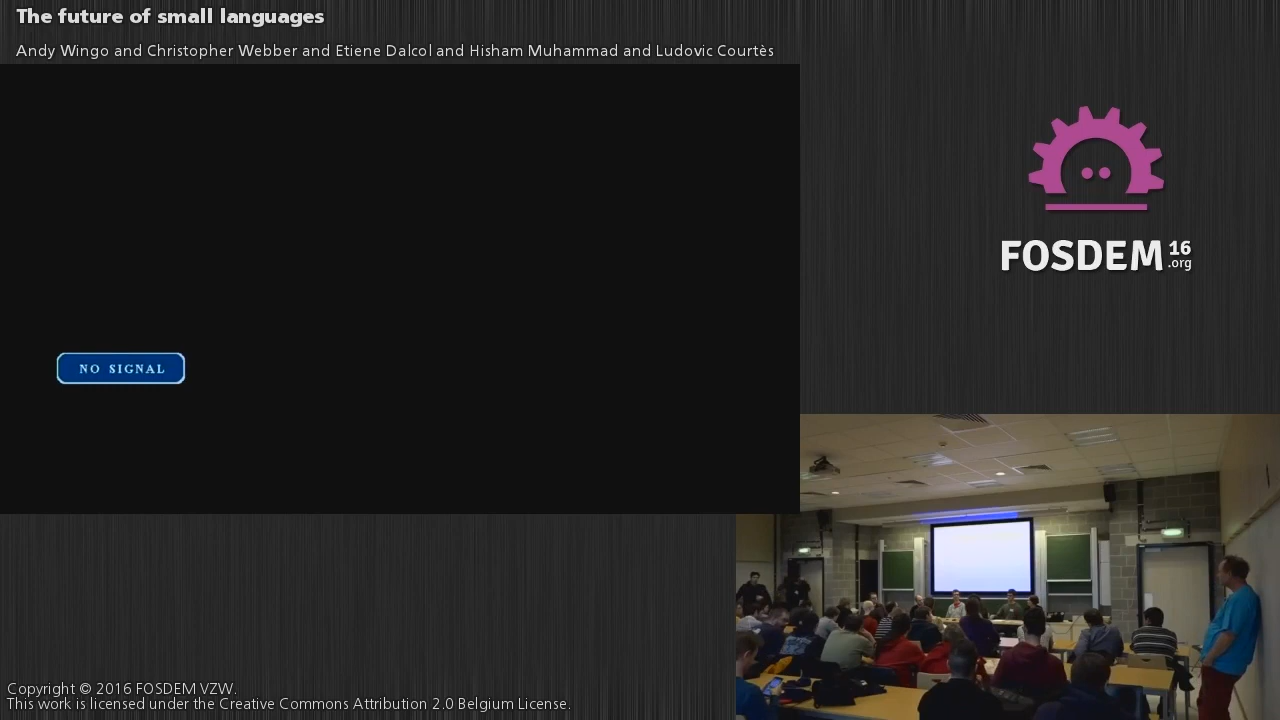 The future of small languages
Andy Wingo and Christopher Webber and Etiene Dalcol and Hisham Muhammad and Ludovic Courtès
NO SIGNAL
FOSDEM 16
.org
Copyright © 2016 FOSDEM VZW.
This work is licensed under the Creative Commons Attribution 2.0 Belgium License.